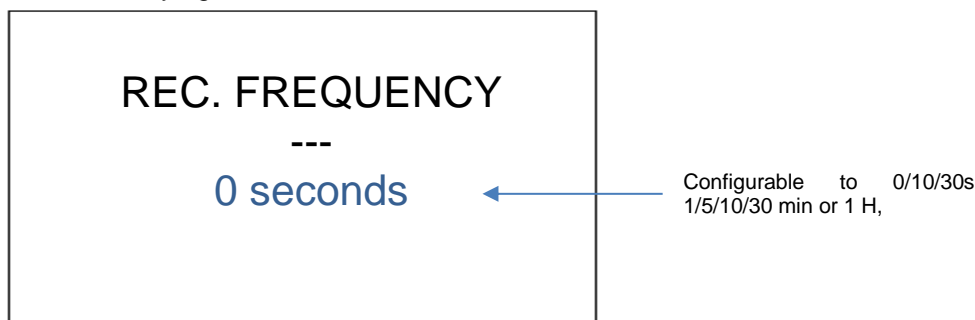 REC. FREQUENCY
---
0 seconds
Configurable to 0/10/30s
1/5/10/30 min or 1 H,